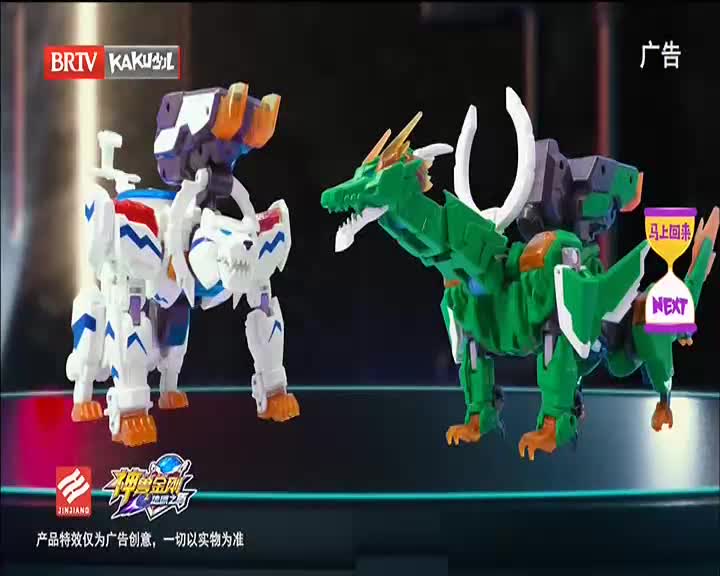 BRTV KAKU少儿
广告
马上回来
NEXT
神兽金刚
JINJIANG
产品特效仅为广告创意，一切以实物为准